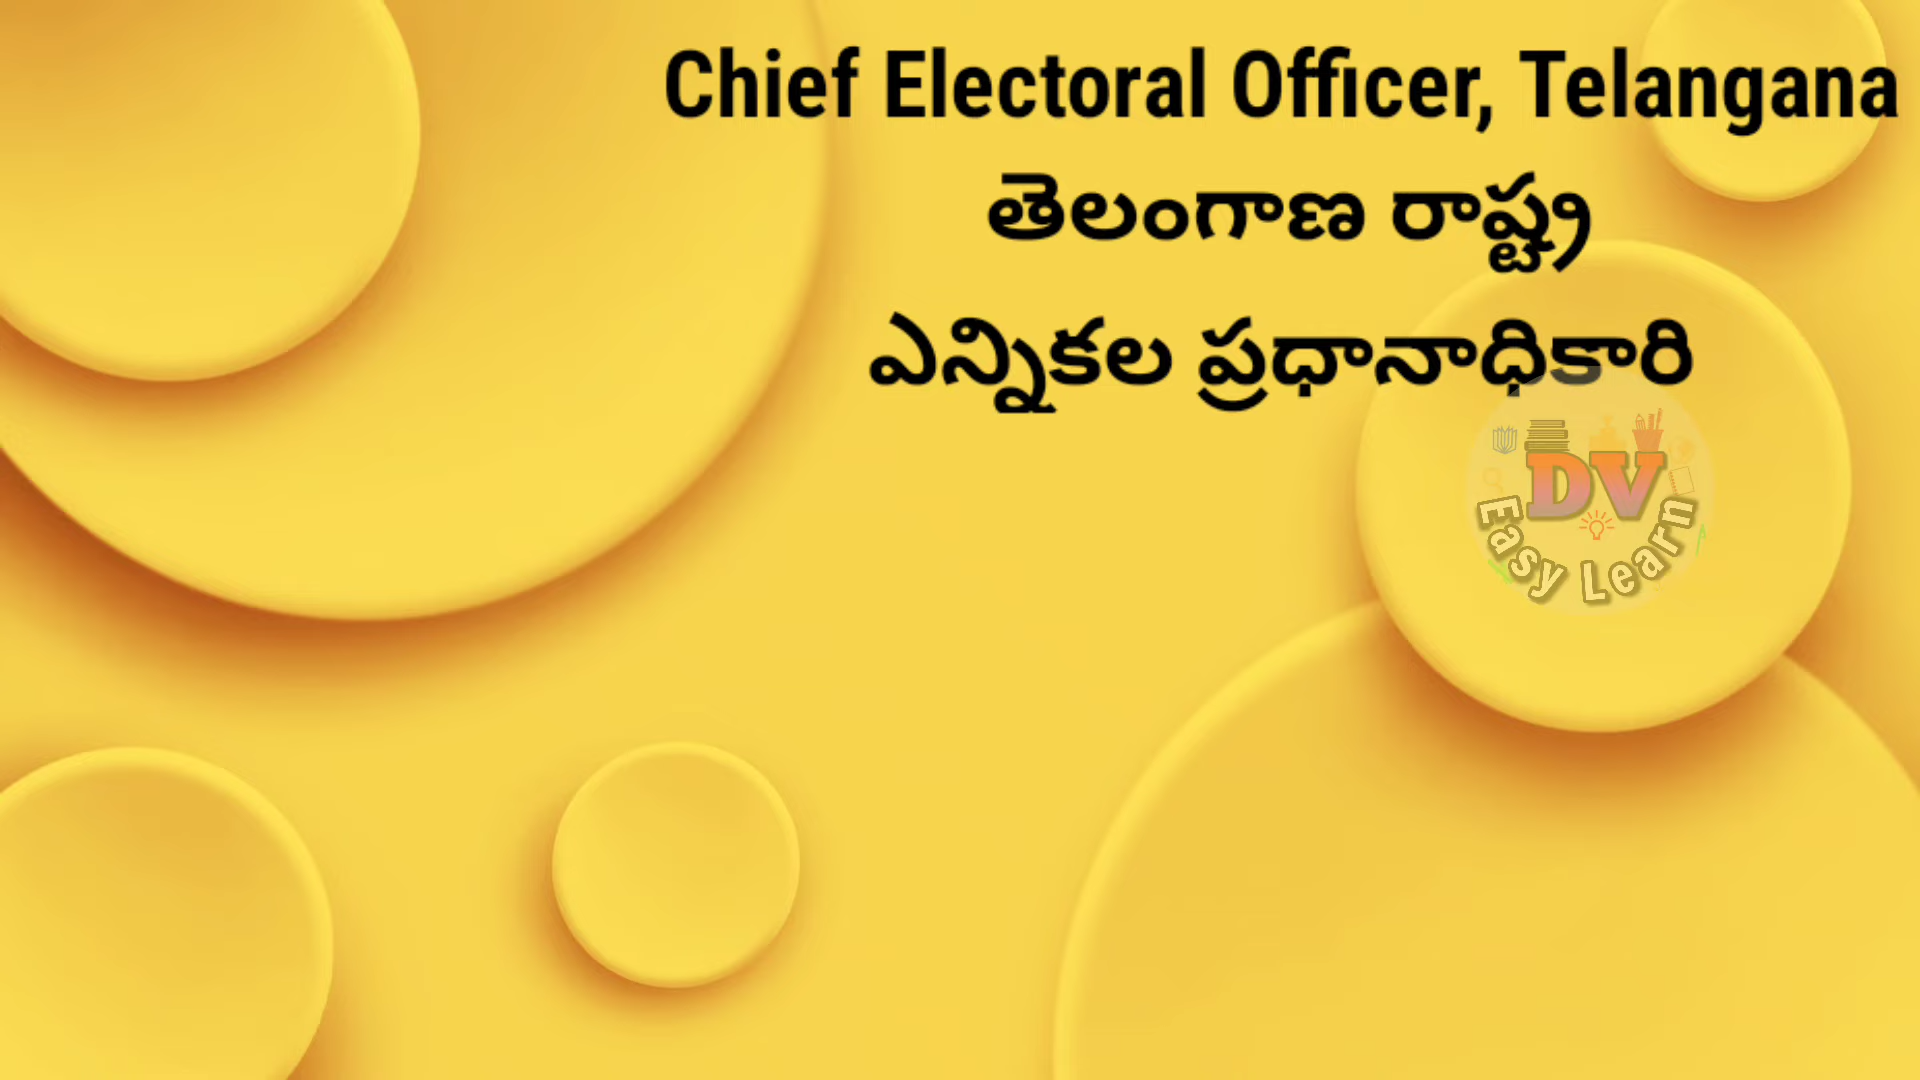 Chief Electoral Officer, Telangana
తెలంగాణ రాష్ట్ర
ఎన్నికల ప్రధానాధికారి
DV
Easy Learn